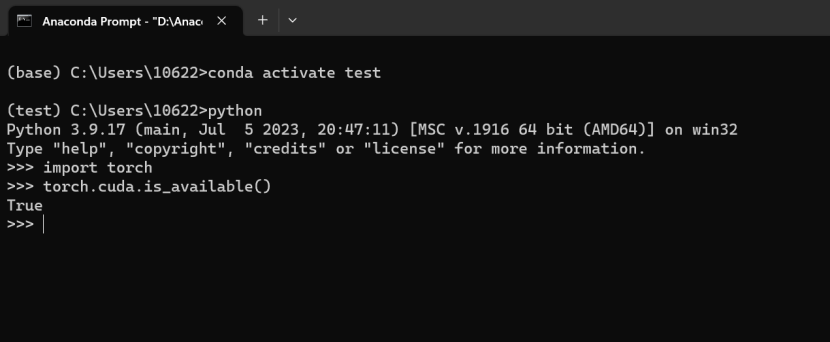 Anaconda Prompt - "D:\Anac
(base) C:\Users\10622>conda activate test
(test) C:\Users\10622>python
Python 3.9.17 (main, Jul  5 2023, 20:47:11) [MSC v.1916 64 bit (AMD64)] on win32
Type "help", "copyright", "credits" or "license" for more information.
>>> import torch
>>> torch.cuda.is_available()
True
>>>